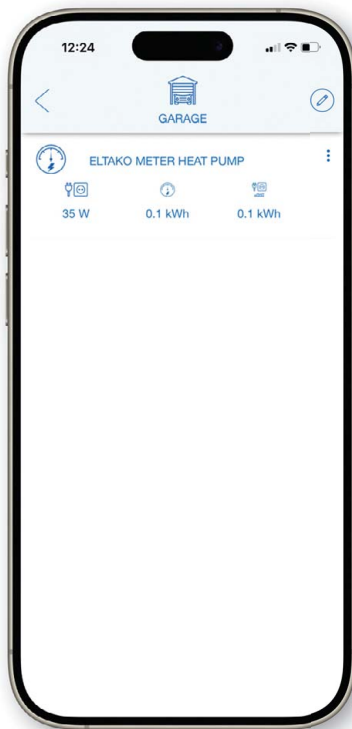 12:24
GARAGE
ELTAKO METER HEAT PUMP
35 W 0.1 kWh 0.1 kWh